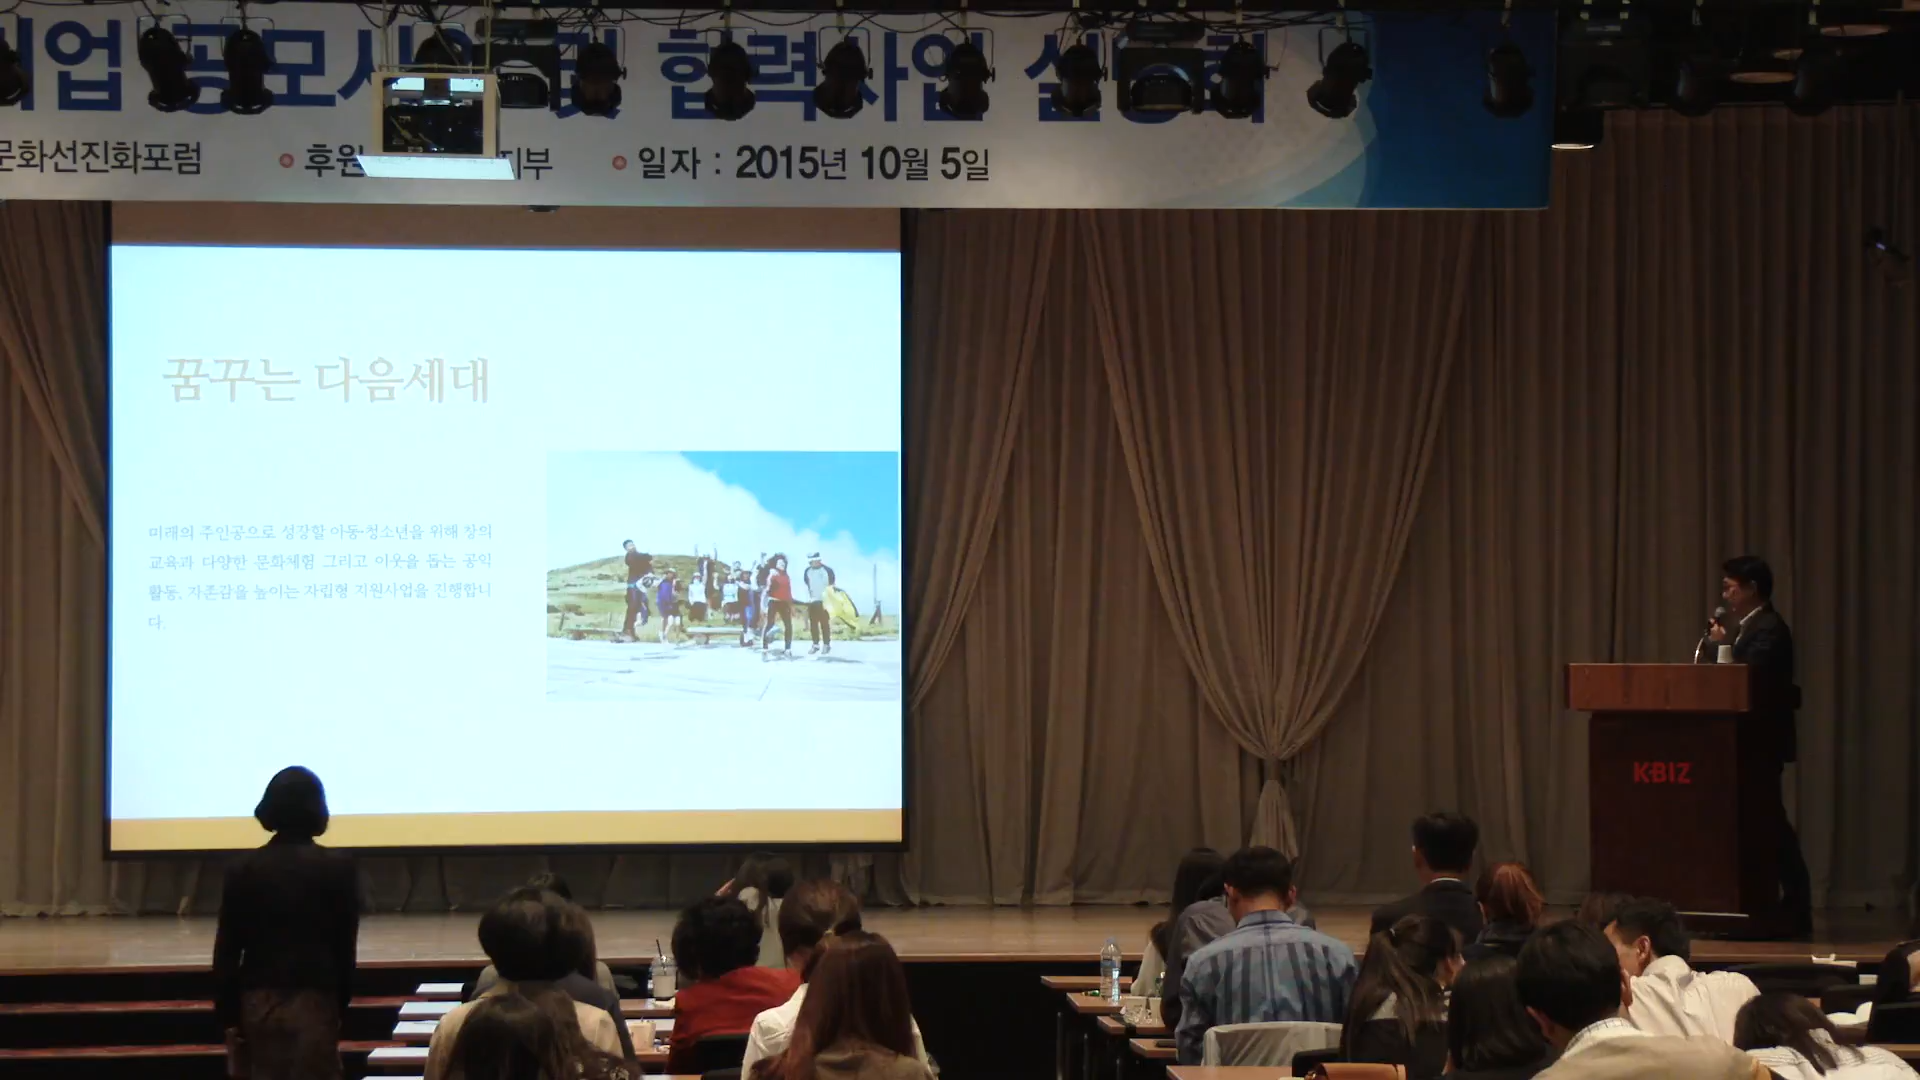 업 공모사업 및 협력사업 설명회
문화선진화포럼 후원 지부 일자 : 2015년 10월 5일
꿈꾸는 다음세대
미래의 주인공으로 성장할 아동·청소년을 위해 창의
교육과 다양한 문화체험 그리고 이웃을 돕는 공익
활동, 자존감을 높이는 자립형 지원사업을 진행합니
다.
K·BIZ